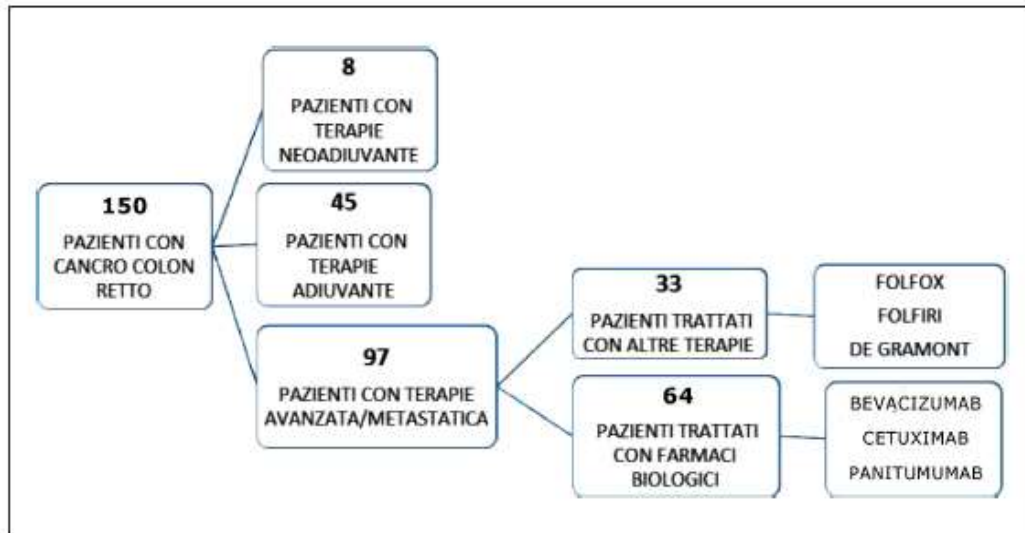 8
PAZIENTI CON
TERAPIE
NEOADIUVANTE
150
PAZIENTI CON
CANCRO COLON
RETTO
45
PAZIENTI CON
TERAPIE
ADIUVANTE
97
PAZIENTI CON TERAPIE
AVANZATA/METASTATICA
33
PAZIENTI TRATTATI
CON ALTRE TERAPIE
FOLFOX
FOLFIRI
DE GRAMONT
64
PAZIENTI TRATTATI
CON FARMACI
BIOLOGICI
BEVACIZUMAB
CETUXIMAB
PANITUMUMAB